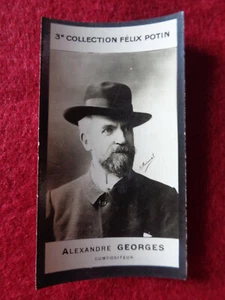 3e COLLECTION FÉLIX POTIN
ALEXANDRE GEORGES
COMPOSITEUR